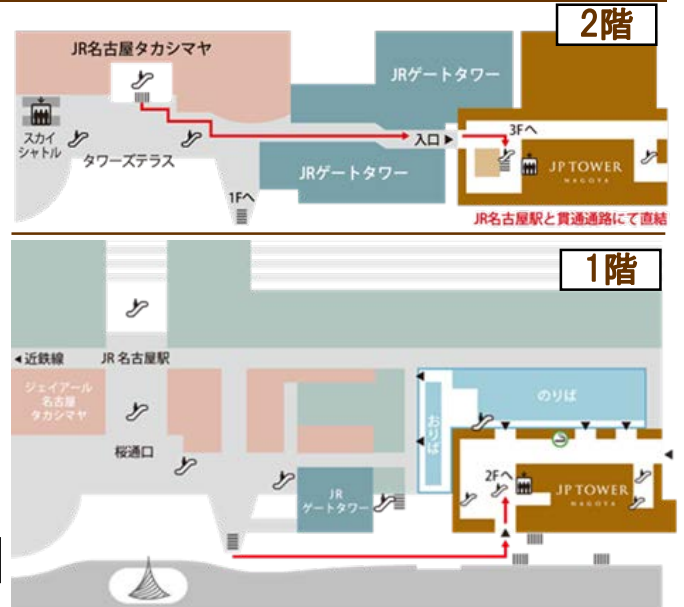 2階
JR名古屋タカシマヤ
JRゲートタワー
スカイ
シャトル
タワーズテラス
入口 ▶
3Fへ
JP TOWER
NAGOYA
JRゲートタワー
1Fへ
JR名古屋駅と貫通通路にて直結
1階
◀近鉄線
JR名古屋駅
ジェイアール
名古屋
タカシマヤ
のりば
おりば
桜通口
2Fへ
JR
ゲートタワー
JP TOWER
NAGOYA